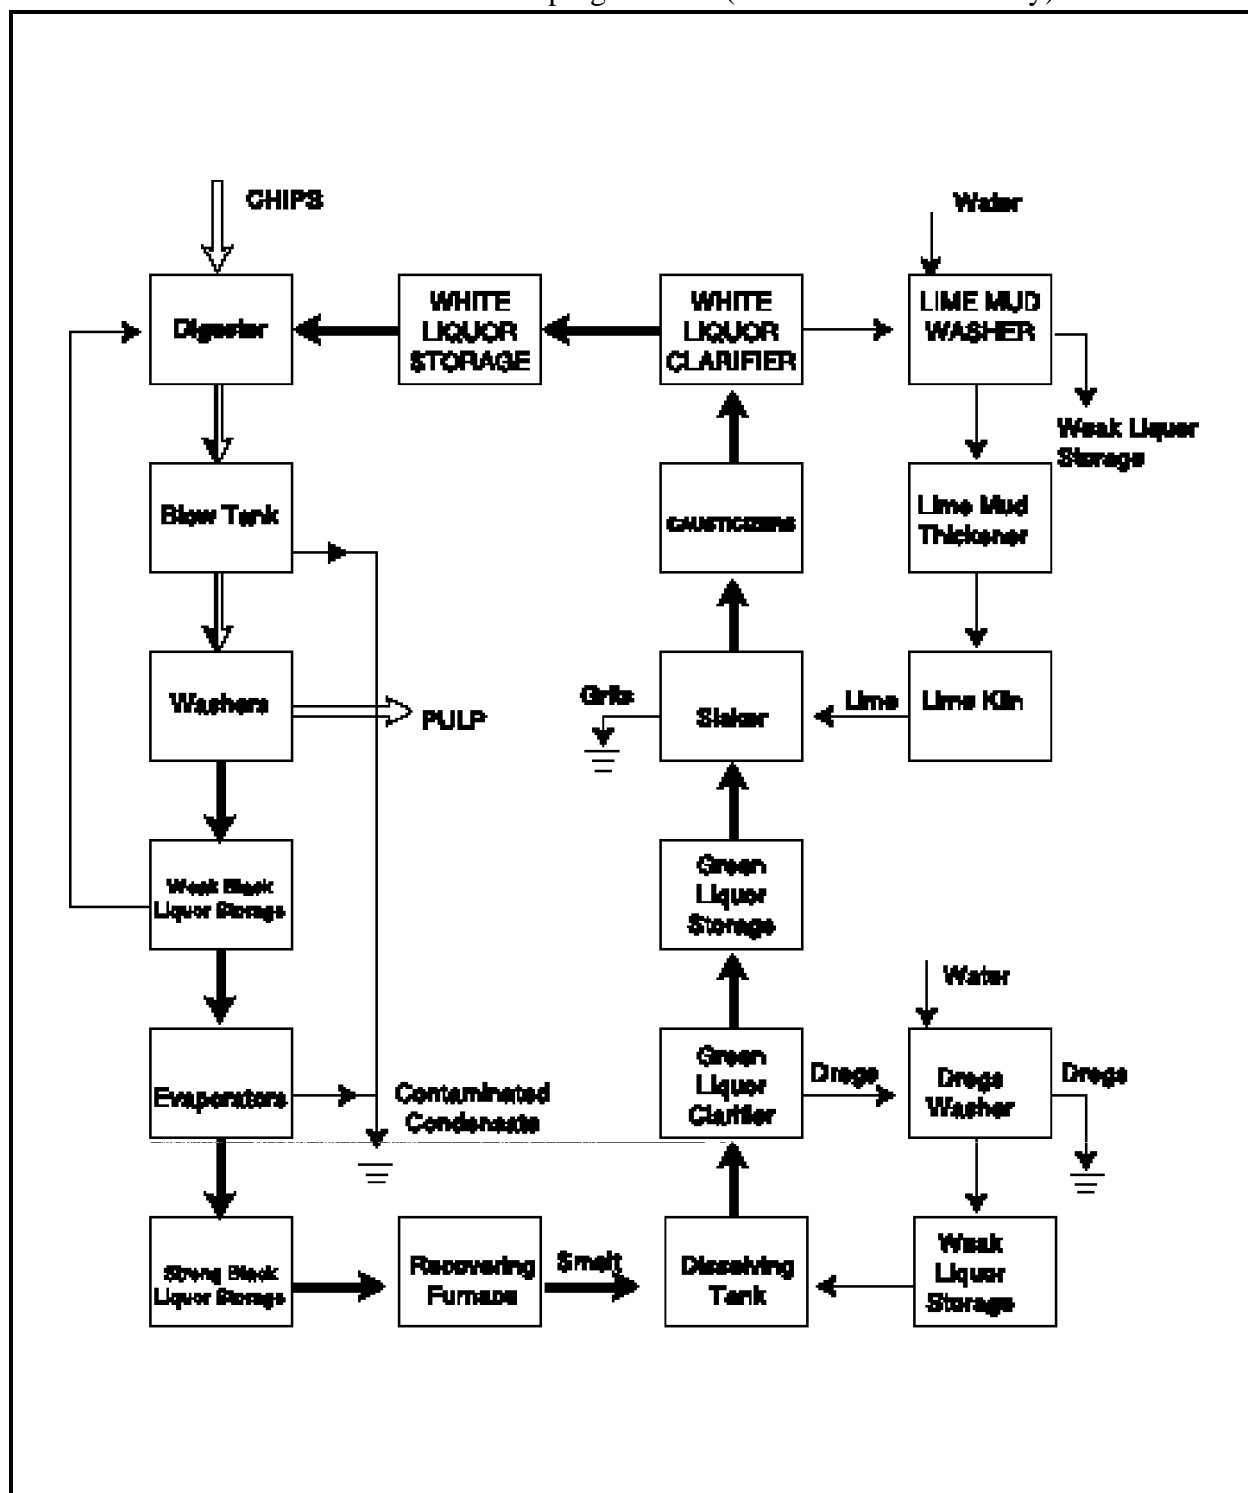 CHIPS
Water
Digester
WHITE
LIQUOR
STORAGE
WHITE
LIQUOR
CLARIFIER
LIME MUD
WASHER
Weak Liquor
Storage
Blow Tank
CAUSTICIZERS
Lime Mud
Thickener
Washers
PULP
Grits
Slaker
Lime
Lime Kiln
Weak Black
Liquor Storage
Green
Liquor
Storage
Water
Evaporators
Contaminated
Condensate
Green
Liquor
Clarifier
Dregs
Dregs
Washer
Dregs
Strong Black
Liquor Storage
Recovering
Furnace
Smelt
Dissolving
Tank
Weak
Liquor
Storage